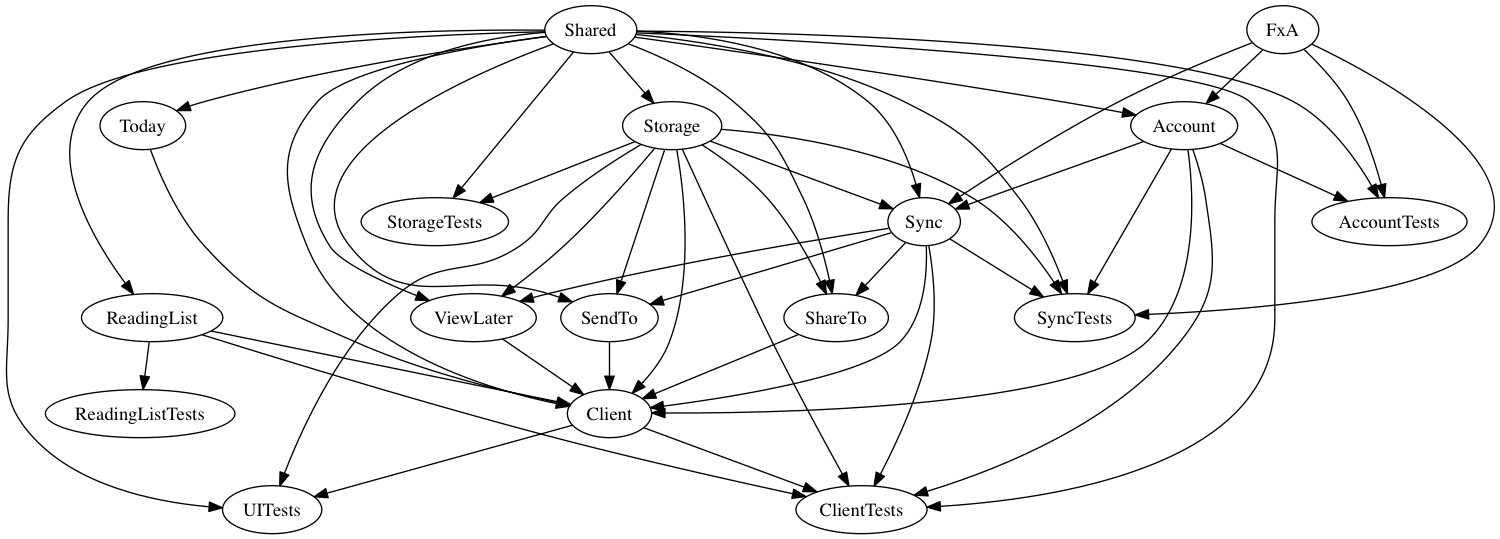 Shared
FxA
Today
Storage
Account
StorageTests
Sync
AccountTests
ReadingList
ViewLater
SendTo
ShareTo
SyncTests
ReadingListTests
Client
UITests
ClientTests